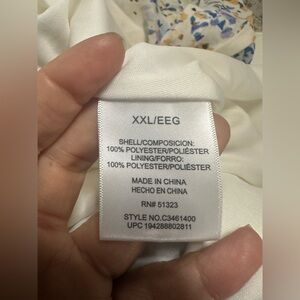 XXL/EEG
SHELL/COMPOSICION:
100% POLYESTER/POLIÉSTER
LINING/FORRO:
100% POLYESTER/POLIÉSTER
MADE IN CHINA
HECHO EN CHINA
RN# 51323
STYLE NO.C3461400
UPC 194288802811